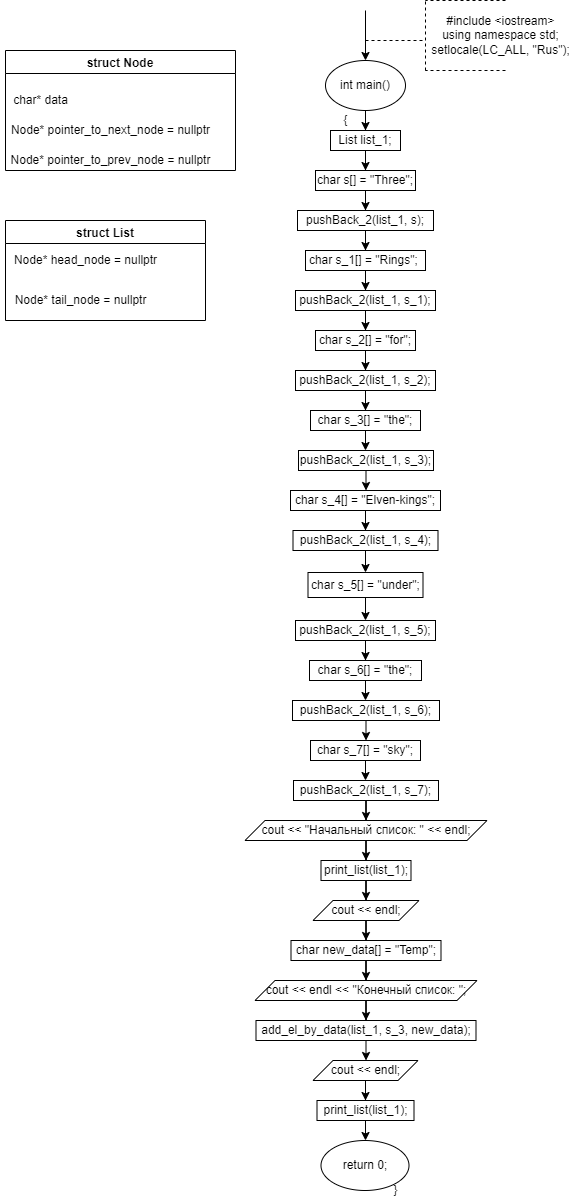 #include <iostream>
using namespace std;
setlocale(LC_ALL, "Rus");
struct Node
char* data
Node* pointer_to_next_node = nullptr
Node* pointer_to_prev_node = nullptr
struct List
Node* head_node = nullptr
Node* tail_node = nullptr
int main()
{
List list_1;
char s[] = "Three";
pushBack_2(list_1, s);
char s_1[] = "Rings";
pushBack_2(list_1, s_1);
char s_2[] = "for";
pushBack_2(list_1, s_2);
char s_3[] = "the";
pushBack_2(list_1, s_3);
char s_4[] = "Elven-kings";
pushBack_2(list_1, s_4);
char s_5[] = "under";
pushBack_2(list_1, s_5);
char s_6[] = "the";
pushBack_2(list_1, s_6);
char s_7[] = "sky";
pushBack_2(list_1, s_7);
cout << "Начальный список: " << endl;
print_list(list_1);
cout << endl;
char new_data[] = "Temp";
cout << endl << "Конечный список: ";
add_el_by_data(list_1, s_3, new_data);
cout << endl;
print_list(list_1);
return 0;
}